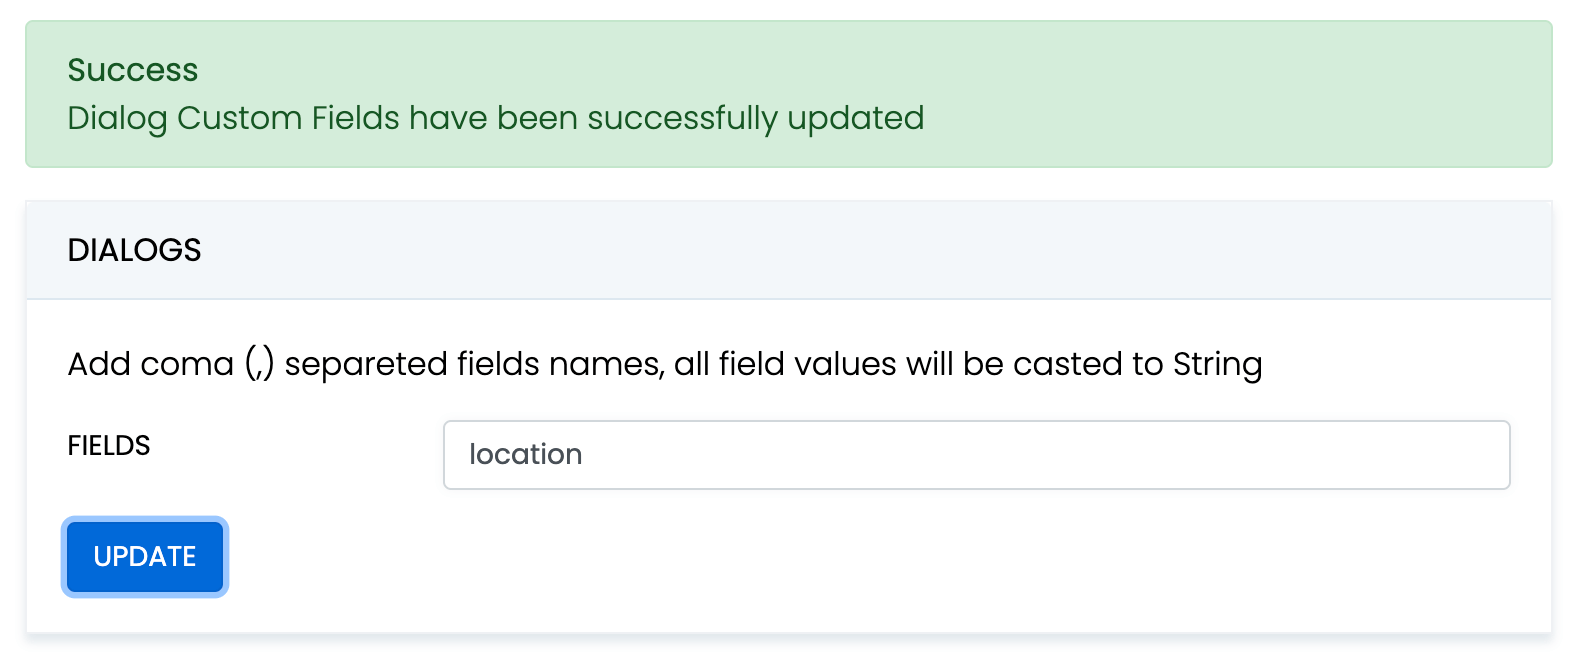 Success
Dialog Custom Fields have been successfully updated
DIALOGS
Add coma (,) separeted fields names, all field values will be casted to String
FIELDS
location
UPDATE